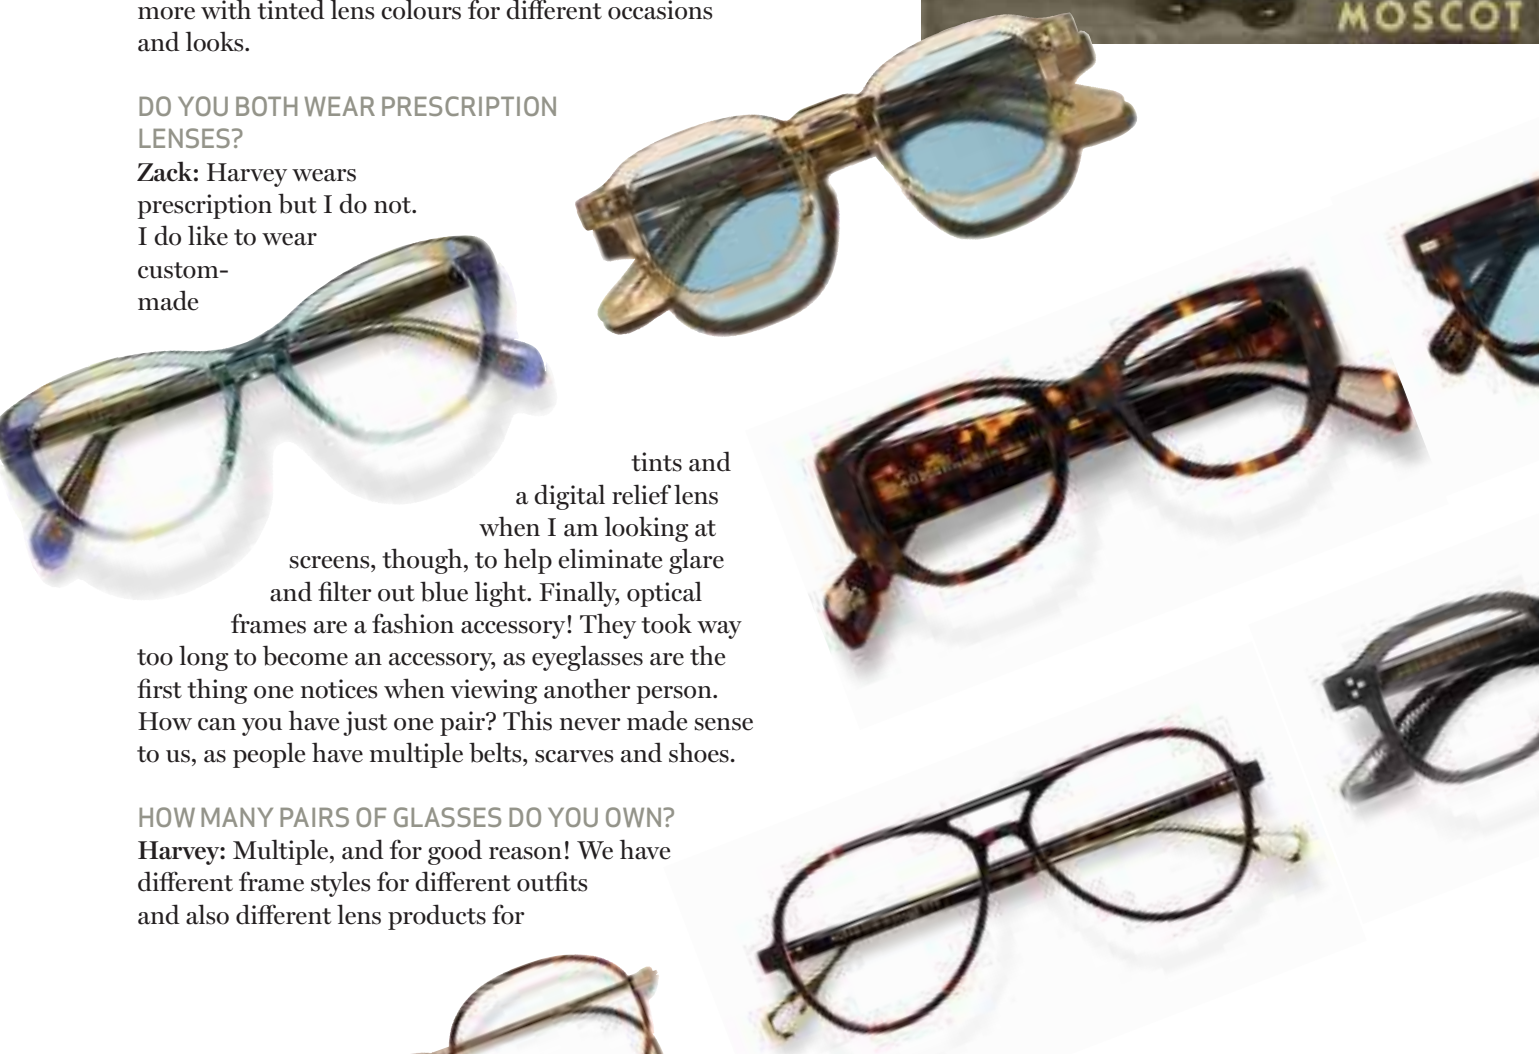 more with tinted lens colours for different occasions
and looks.
MOSCOT
DO YOU BOTH WEAR PRESCRIPTION
LENSES?
Zack: Harvey wears
prescription but I do not.
I do like to wear
custom-
made
tints and
a digital relief lens
when I am looking at
screens, though, to help eliminate glare
and filter out blue light. Finally, optical
frames are a fashion accessory! They took way
too long to become an accessory, as eyeglasses are the
first thing one notices when viewing another person.
How can you have just one pair? This never made sense
to us, as people have multiple belts, scarves and shoes.
HOW MANY PAIRS OF GLASSES DO YOU OWN?
Harvey: Multiple, and for good reason! We have
different frame styles for different outfits
and also different lens products for